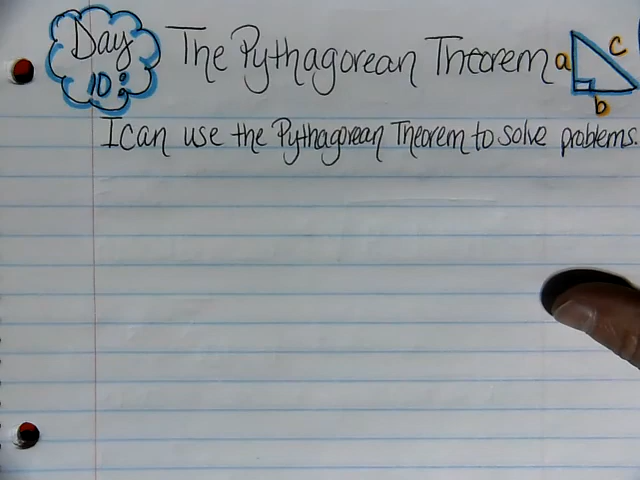 Day 10: The Pythagorean Theorem a c
b
I can use the Pythagorean Theorem to solve problems.